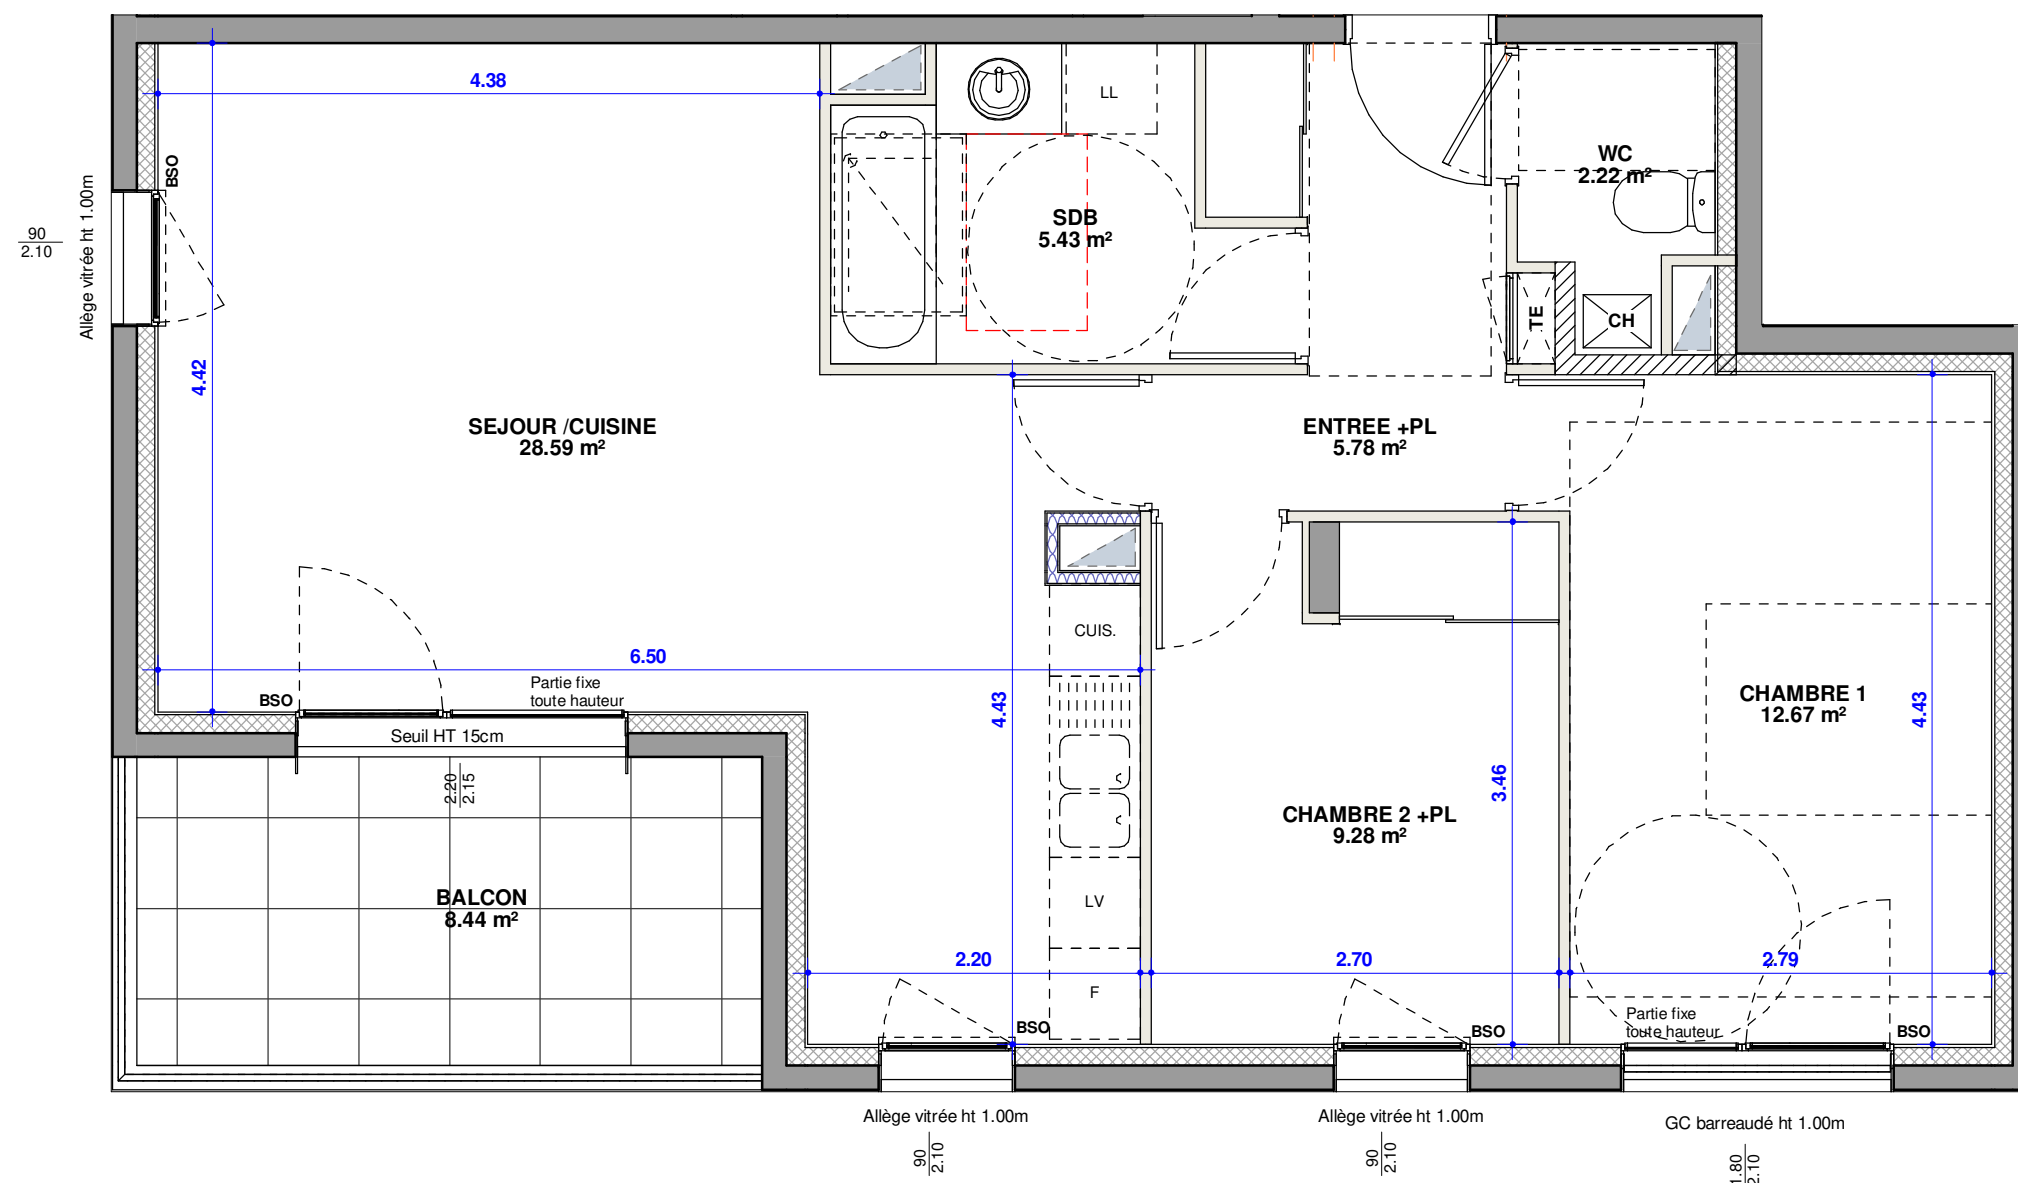 4.38
LL
BSO
WC
2.22 m²
SDB
5.43 m²
90
2.10
Allège vitrée ht 1.00m
TE
CH
4.42
SEJOUR /CUISINE
28.59 m²
ENTREE +PL
5.78 m²
CUIS.
6.50
Partie fixe
toute hauteur
BSO
4.43
CHAMBRE 1
12.67 m²
4.43
Seuil HT 15cm
2.20
2.15
3.46
CHAMBRE 2 +PL
9.28 m²
BALCON
8.44 m²
LV
2.20
2.70
2.79
F
Partie fixe
toute hauteur
BSO
BSO
BSO
Allège vitrée ht 1.00m
Allège vitrée ht 1.00m
GC barreaudé ht 1.00m
90
2.10
90
2.10
1.80
2.10